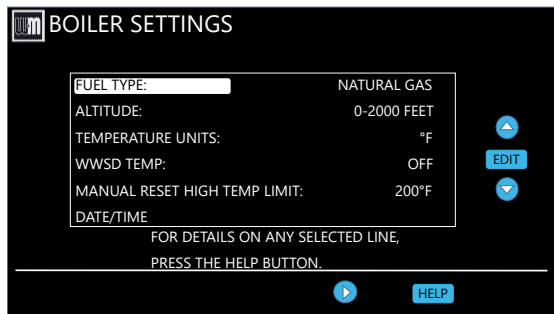 wm BOILER SETTINGS
FUEL TYPE: NATURAL GAS
ALTITUDE: 0-2000 FEET
TEMPERATURE UNITS: °F
WWSD TEMP: OFF
MANUAL RESET HIGH TEMP LIMIT: 200°F
DATE/TIME
EDIT
FOR DETAILS ON ANY SELECTED LINE,
PRESS THE HELP BUTTON.
HELP